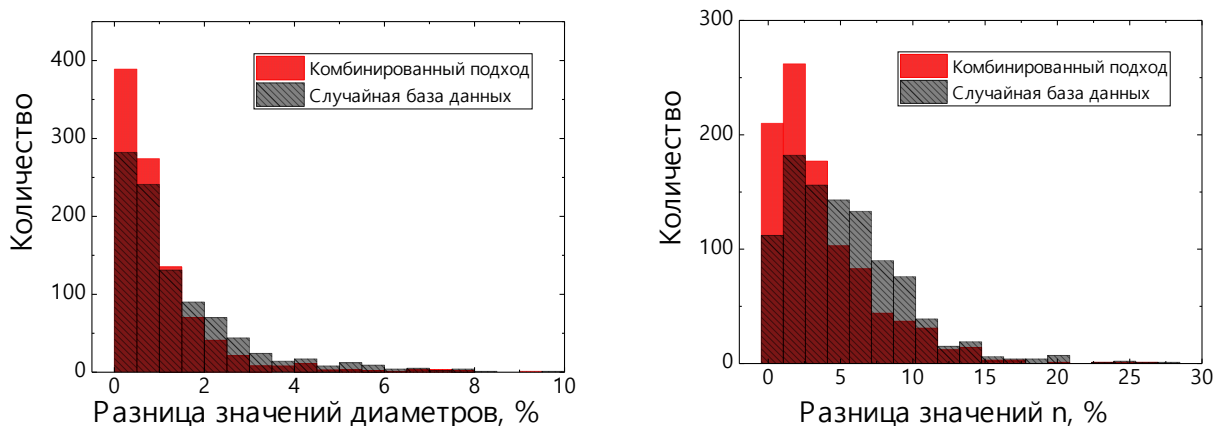 Количество
400
300
200
100
0
Комбинированный подход
Случайная база данных
0 2 4 6 8 10
Разница значений диаметров, %
Количество
300
200
100
0
Комбинированный подход
Случайная база данных
0 5 10 15 20 25 30
Разница значений n, %